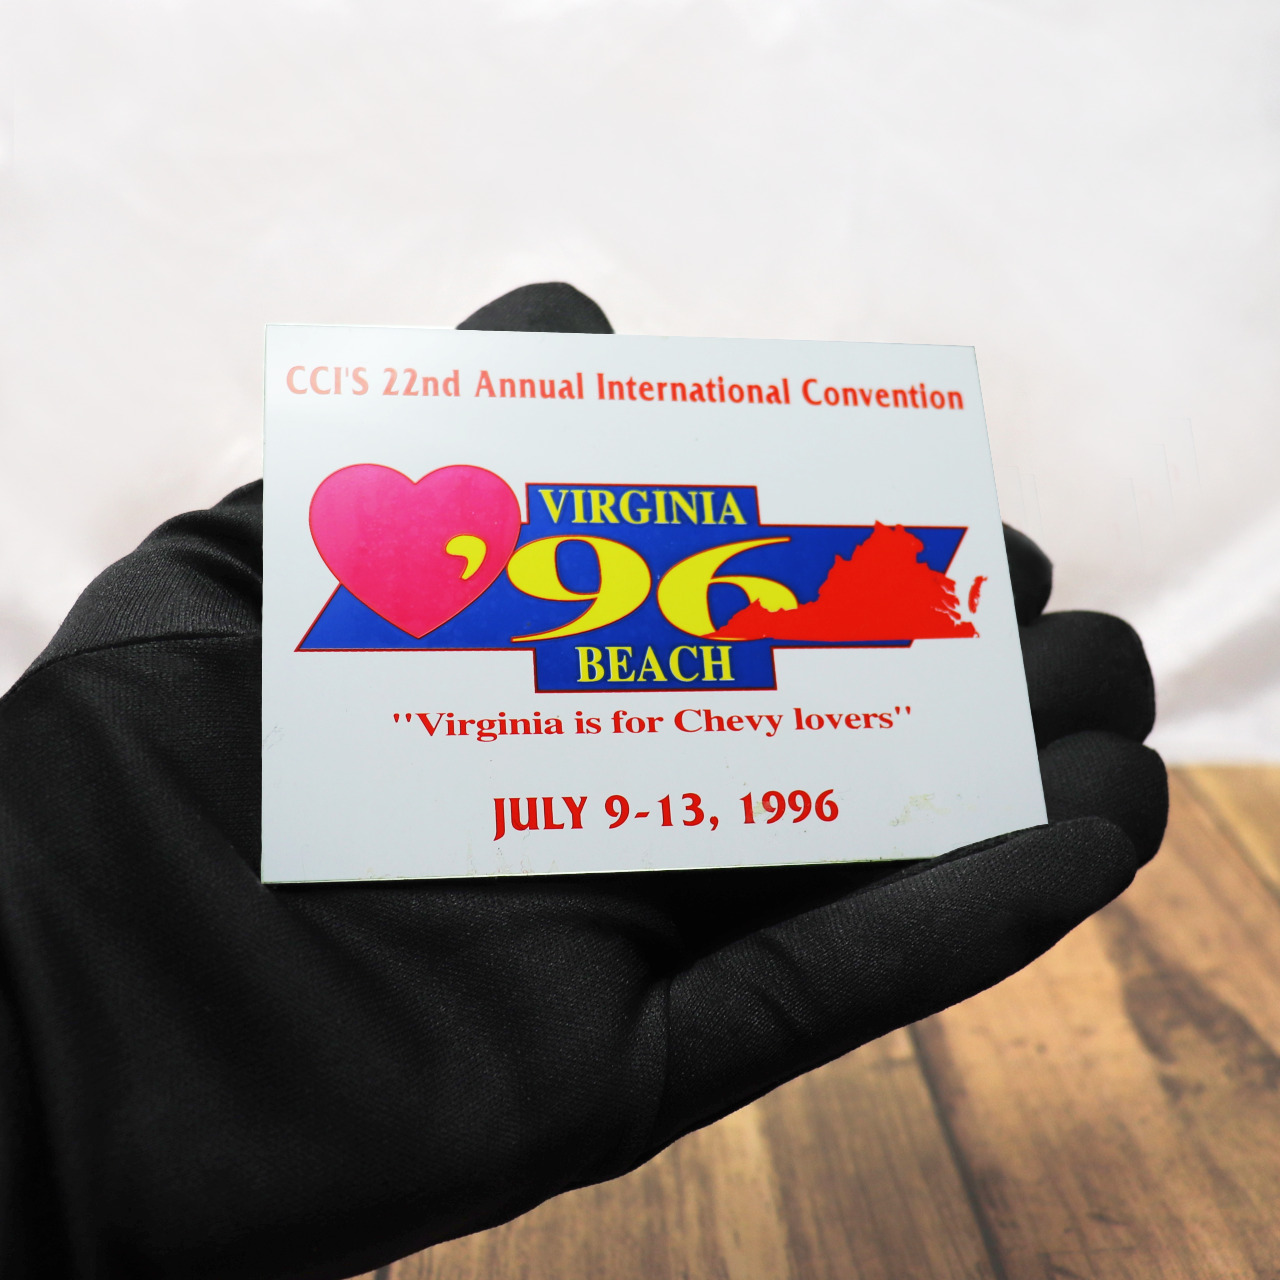 CCI'S 22nd Annual International Convention
VIRGINIA
'96
BEACH
"Virginia is for Chevy lovers"
JULY 9-13, 1996